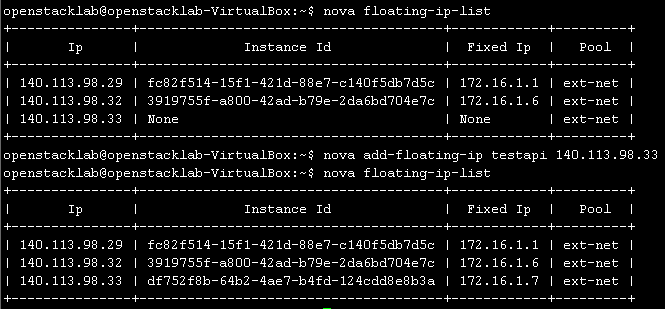 openstacklab@openstacklab-VirtualBox:~$ nova floating-ip-list
+---------------+--------------------------------------+------------+---------+
| Ip | Instance Id | Fixed Ip | Pool |
+---------------+--------------------------------------+------------+---------+
| 140.113.98.29 | fc82f514-15f1-421d-88e7-c140f5db7d5c | 172.16.1.1 | ext-net |
| 140.113.98.32 | 3919755f-a800-42ad-b79e-2da6bd704e7c | 172.16.1.6 | ext-net |
| 140.113.98.33 | None | None | ext-net |
+---------------+--------------------------------------+------------+---------+
openstacklab@openstacklab-VirtualBox:~$ nova add-floating-ip testapi 140.113.98.33
openstacklab@openstacklab-VirtualBox:~$ nova floating-ip-list
+---------------+--------------------------------------+------------+---------+
| Ip | Instance Id | Fixed Ip | Pool |
+---------------+--------------------------------------+------------+---------+
| 140.113.98.29 | fc82f514-15f1-421d-88e7-c140f5db7d5c | 172.16.1.1 | ext-net |
| 140.113.98.32 | 3919755f-a800-42ad-b79e-2da6bd704e7c | 172.16.1.6 | ext-net |
| 140.113.98.33 | df752f8b-64b2-4ae7-b4fd-124cdd8e8b3a | 172.16.1.7 | ext-net |
+---------------+--------------------------------------+------------+---------+